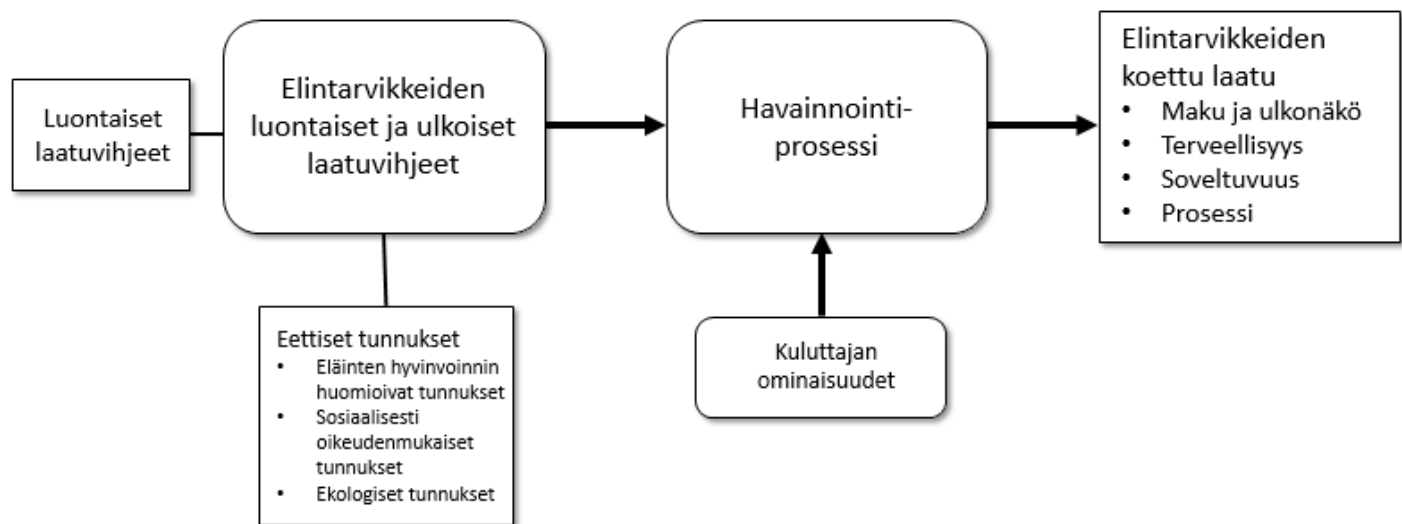 Luontaiset
laatuvihjeet
Elintarvikkeiden
luontaiset ja ulkoiset
laatuvihjeet
Havainnointi-
prosessi
Elintarvikkeiden
koettu laatu
• Maku ja ulkonäkö
• Terveellisyys
• Soveltuvuus
• Prosessi
Eettiset tunnukset
• Eläinten hyvinvoinnin
huomioivat tunnukset
• Sosiaalisesti
oikeudenmukaiset
tunnukset
• Ekologiset tunnukset
Kuluttajan
ominaisuudet